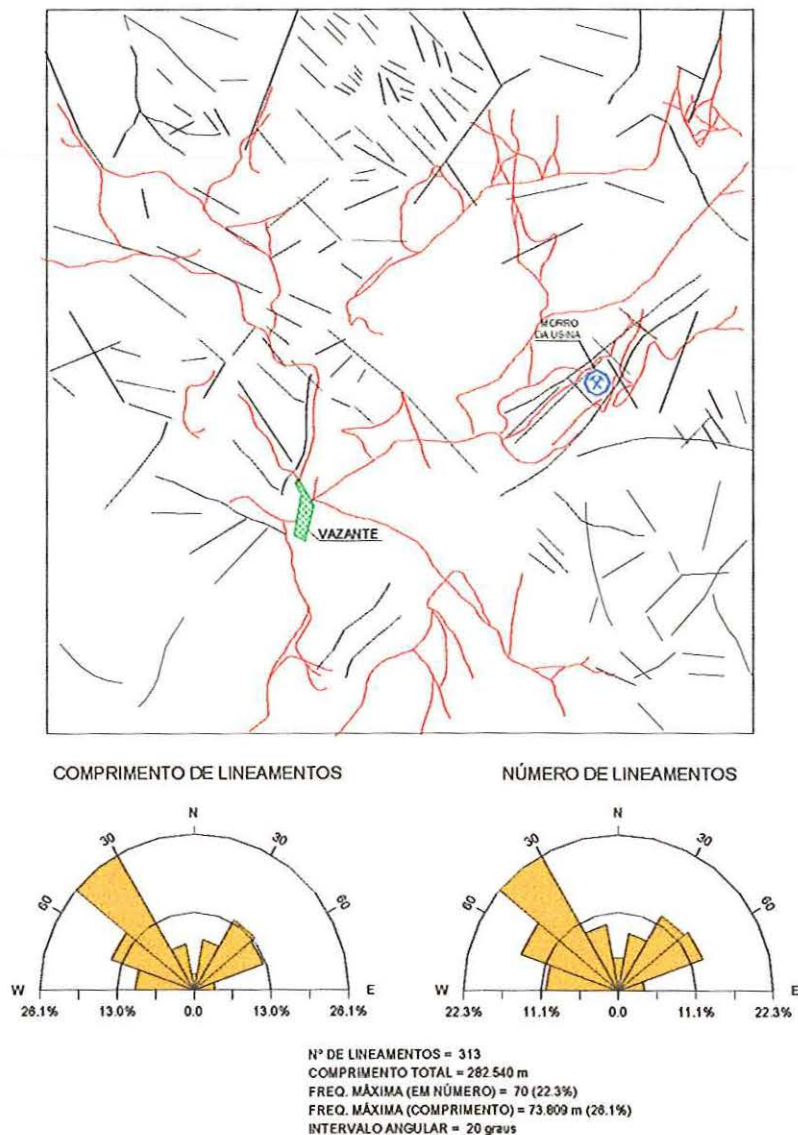 MORRO
DA USINA
VAZANTE
COMPRIMENTO DE LINEAMENTOS
NÚMERO DE LINEAMENTOS
N
30
30
60
60
W
E
26.1%
13.0%
0.0
13.0%
26.1%
N
30
30
60
60
W
E
22.3%
11.1%
0.0
11.1%
22.3%
Nº DE LINEAMENTOS = 313
COMPRIMENTO TOTAL = 282.540 m
FREQ. MÁXIMA (EM NÚMERO) = 70 (22.3%)
FREQ. MÁXIMA (COMPRIMENTO) = 73.809 m (26.1%)
INTERVALO ANGULAR = 20 graus